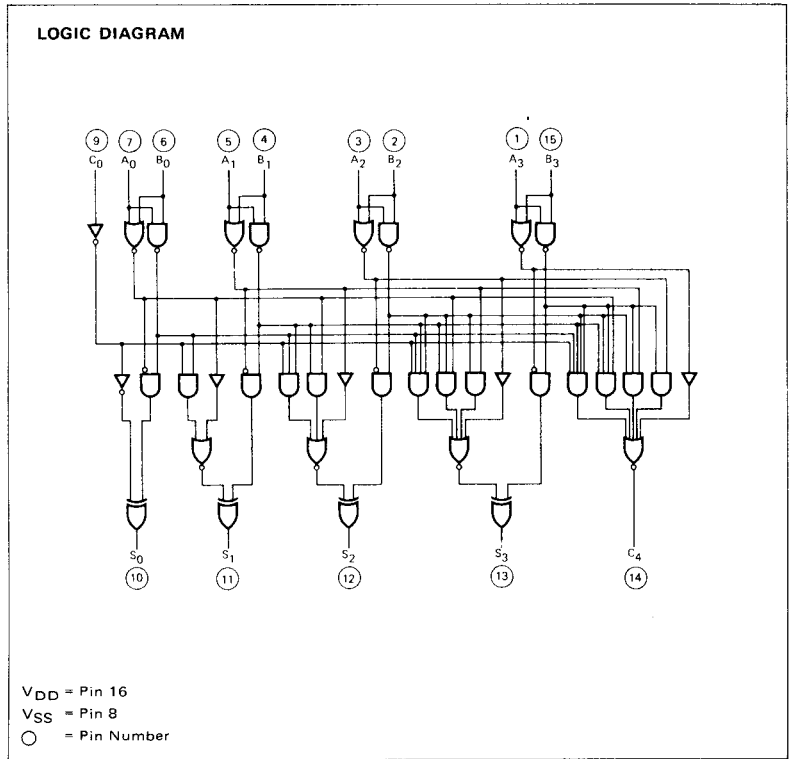 LOGIC DIAGRAM
9 7 6 5 4 3 2 1 15
C0 A0 B0 A1 B1 A2 B2 A3 B3
S0 S1 S2 S3 C4
10 11 12 13 14
VDD = Pin 16
VSS = Pin 8
○ = Pin Number